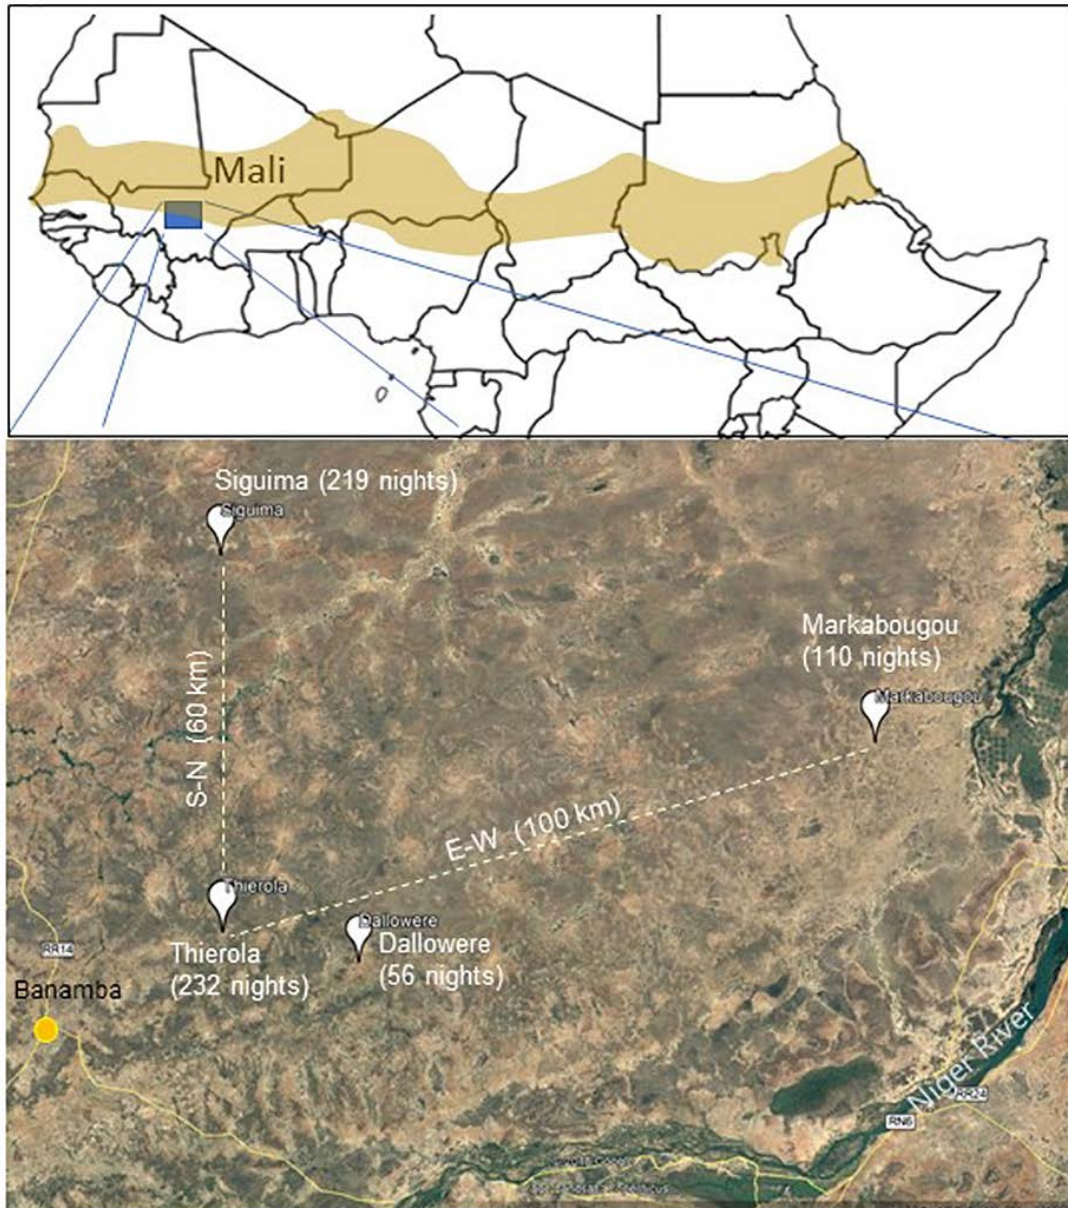 Mali
Siguima (219 nights)
Siguima
Markabougou
(110 nights)
Markabougou
S-N (60 km)
E-W (100 km)
Thierola
Dallowere
Thierola
(232 nights)
Dallowere
(56 nights)
RR14
Banamba
Niger River
RR24
RN6